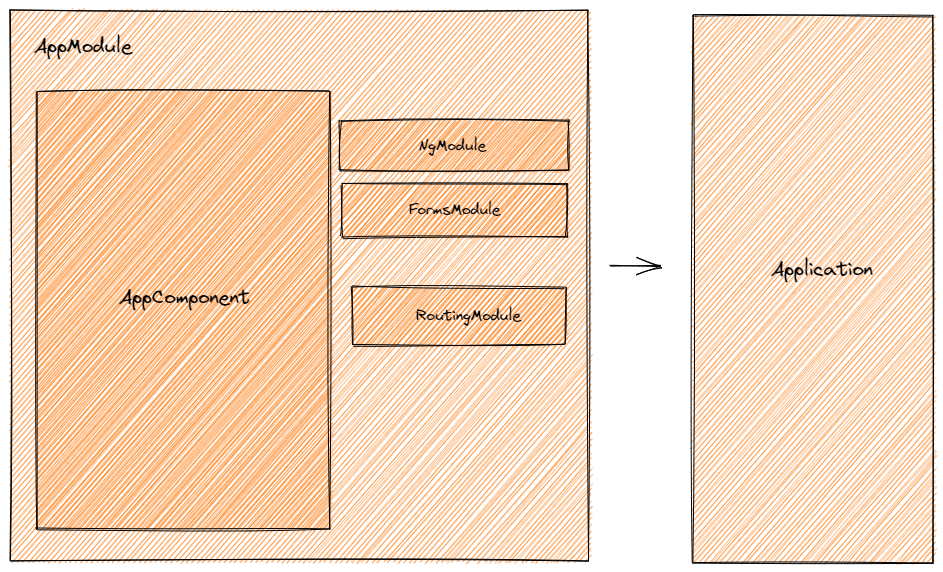 AppModule
NgModule
FormsModule
AppComponent
RoutingModule
Application